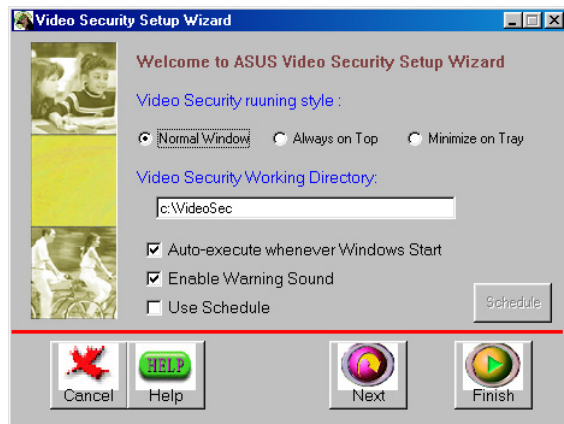 Video Security Setup Wizard
Welcome to ASUS Video Security Setup Wizard
Video Security ruuning style :
Normal Window Always on Top Minimize on Tray
Video Security Working Directory:
c:\VideoSec
Auto-execute whenever Windows Start
Enable Warning Sound
Use Schedule
Schedule
HELP
Cancel Help Next Finish